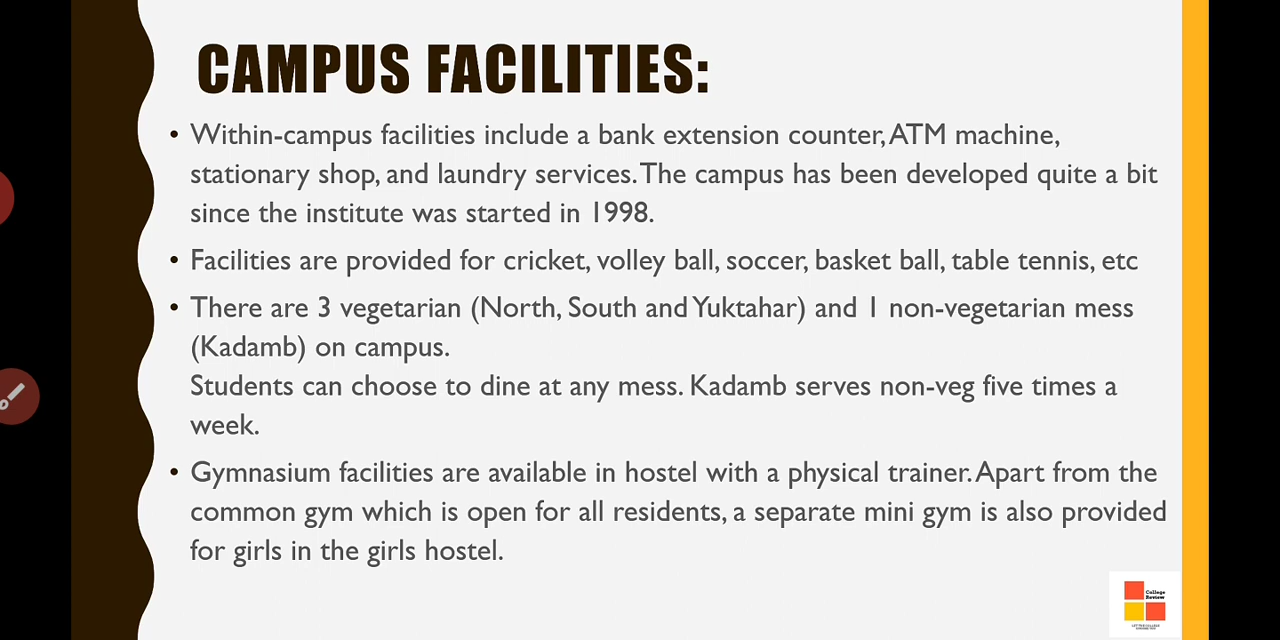 CAMPUS FACILITIES:
• Within-campus facilities include a bank extension counter, ATM machine,
stationary shop, and laundry services. The campus has been developed quite a bit
since the institute was started in 1998.
• Facilities are provided for cricket, volley ball, soccer, basket ball, table tennis, etc
• There are 3 vegetarian (North, South and Yuktahar) and 1 non-vegetarian mess
(Kadamb) on campus.
Students can choose to dine at any mess. Kadamb serves non-veg five times a
week.
• Gymnasium facilities are available in hostel with a physical trainer. Apart from the
common gym which is open for all residents, a separate mini gym is also provided
for girls in the girls hostel.
College
Review